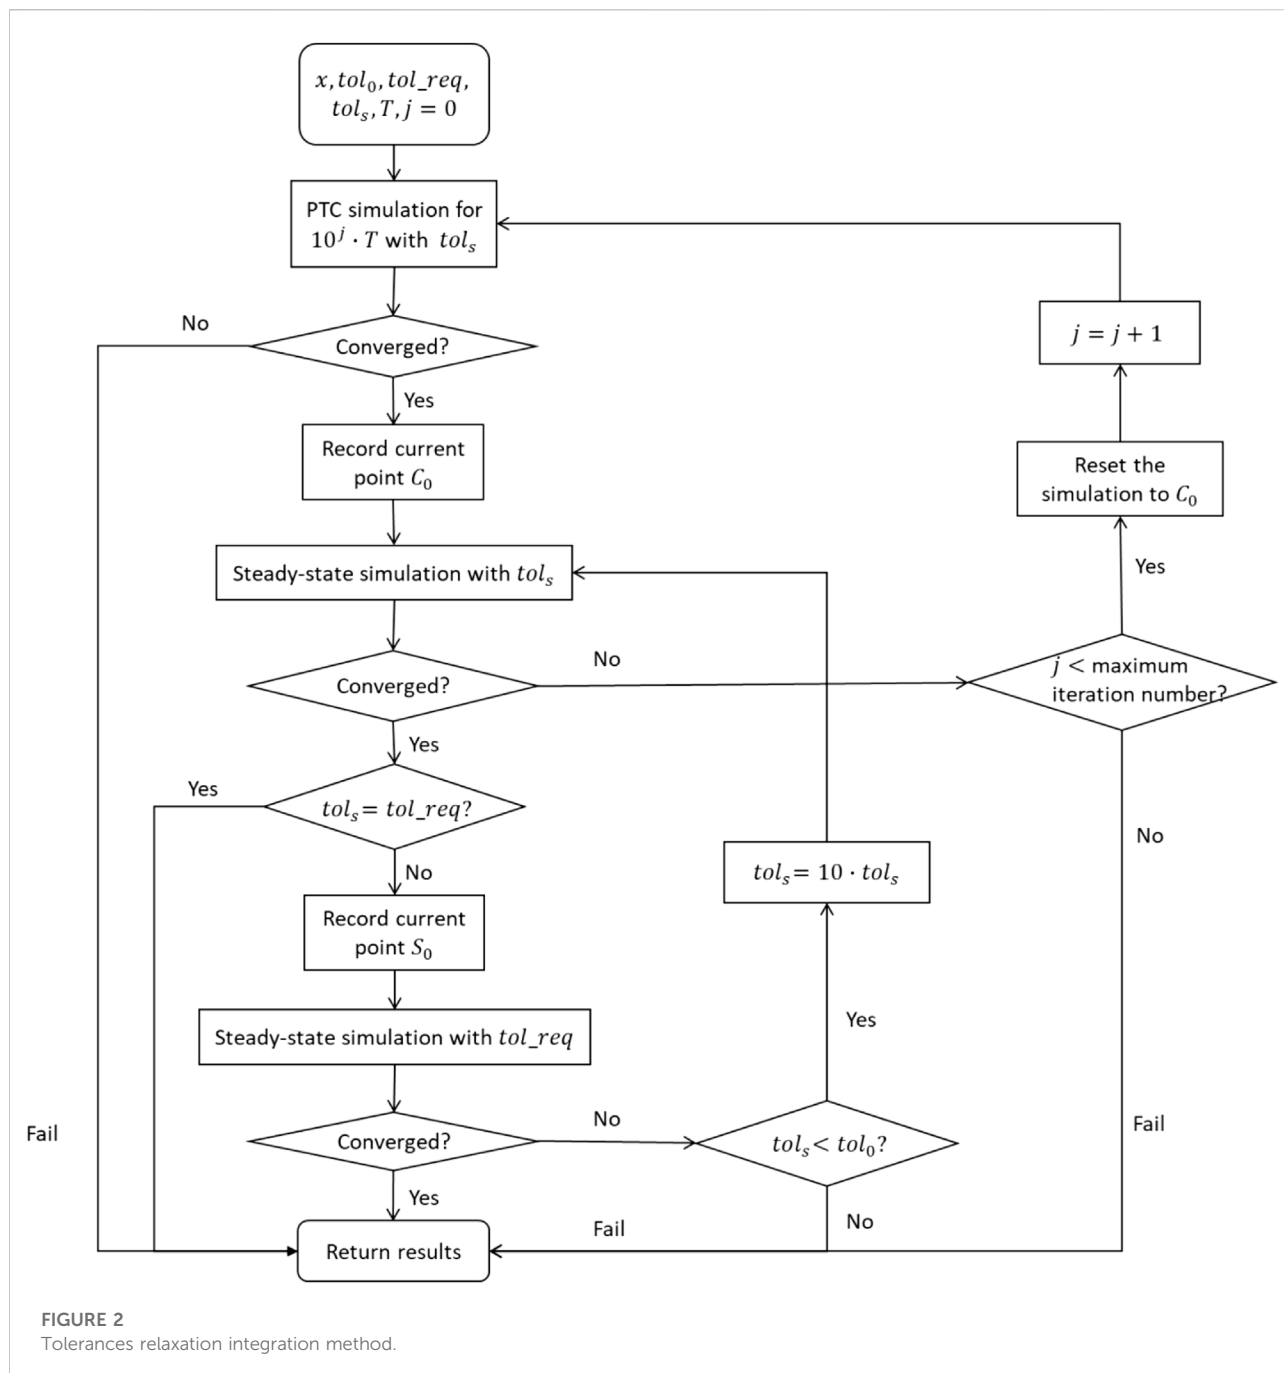 x, tol₀, tol_req,
tolₛ, T, j = 0
PTC simulation for
10ʲ · T with tolₛ
No
Converged?
Yes
j = j + 1
Record current
point C₀
Reset the
simulation to C₀
Steady-state simulation with tolₛ
Yes
No
Converged?
j < maximum
iteration number?
Yes
Yes
tolₛ= tol_req?
No
No
tolₛ= 10 · tolₛ
Record current
point S₀
Yes
Steady-state simulation with tol_req
Fail
No
Fail
Converged?
tolₛ< tol₀?
Yes
Fail
No
Return results
FIGURE 2
Tolerances relaxation integration method.